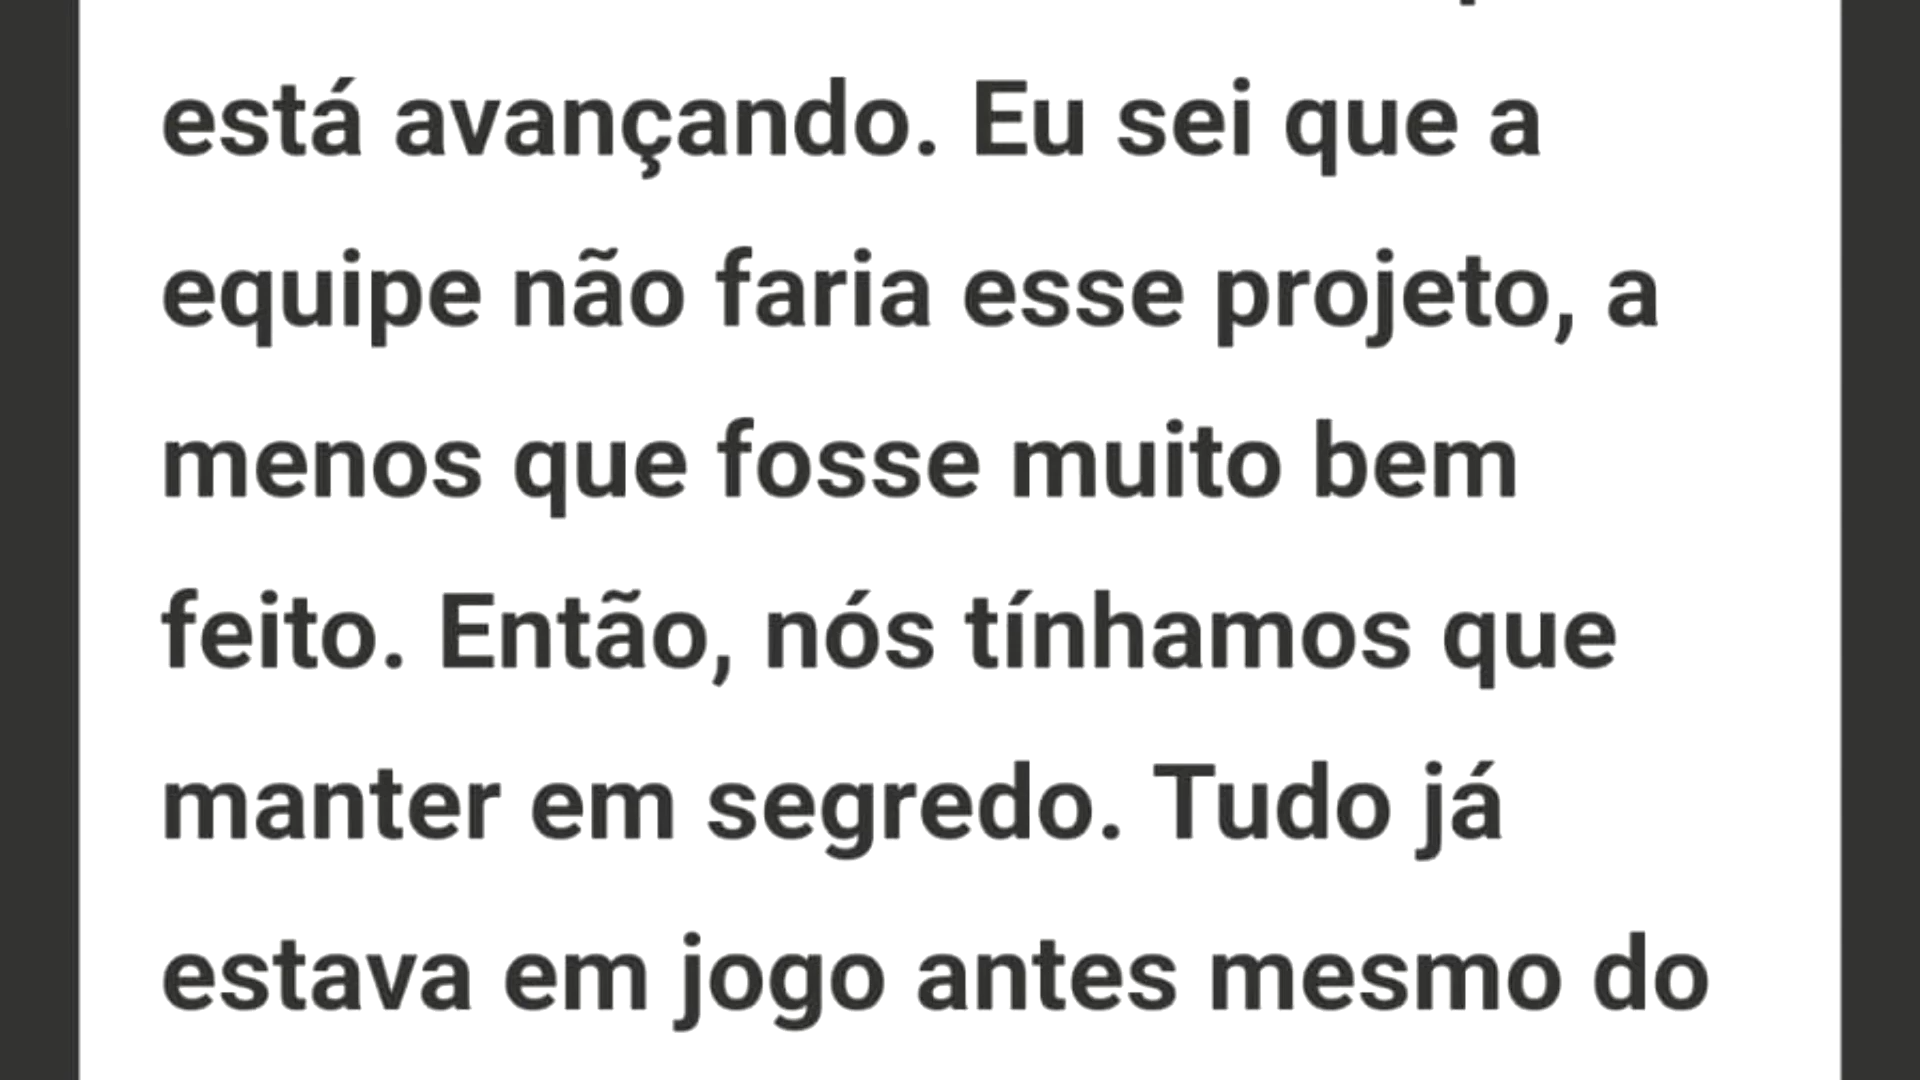 está avançando. Eu sei que a
equipe não faria esse projeto, a
menos que fosse muito bem
feito. Então, nós tínhamos que
manter em segredo. Tudo já
estava em jogo antes mesmo do